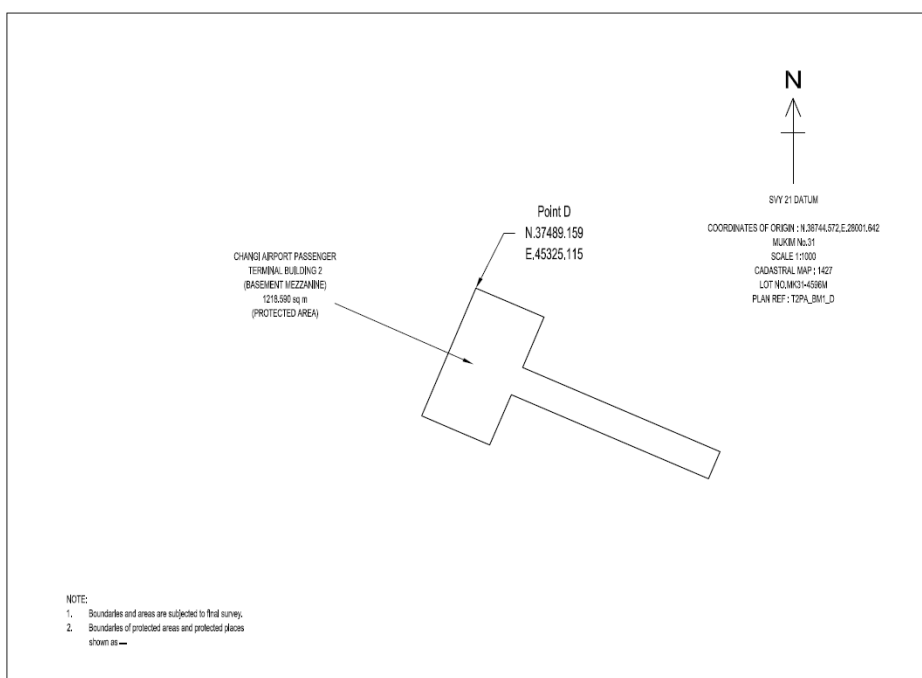 N
SVY 21 DATUM
COORDINATES OF ORIGIN : N.38744.572,E.28001.642
MUKIM No.31
SCALE 1:1000
CADASTRAL MAP : 1427
LOT NO.MK31-4596M
PLAN REF : T2PA_BM1_D
Point D
N.37489.159
E.45325.115
CHANGI AIRPORT PASSENGER
TERMINAL BUILDING 2
(BASEMENT MEZZANINE)
1218.590 sq m
(PROTECTED AREA)
NOTE:
1. Boundaries and areas are subjected to final survey.
2. Boundaries of protected areas and protected places
shown as —